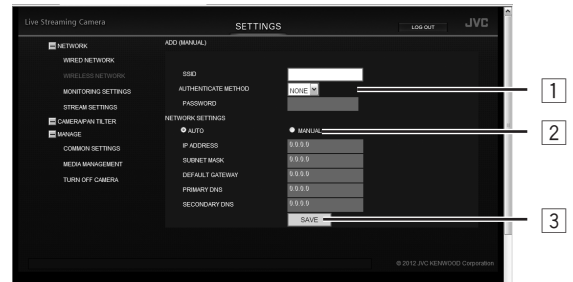 Live Streaming Camera
SETTINGS
LOG OUT
JVC
NETWORK
WIRED NETWORK
WIRELESS NETWORK
MONITORING SETTINGS
STREAM SETTINGS
CAMERA/PAN TILTER
MANAGE
COMMON SETTINGS
MEDIA MANAGEMENT
TURN OFF CAMERA
ADD (MANUAL)
SSID
AUTHENTICATE METHOD NONE
PASSWORD
NETWORK SETTINGS
AUTO MANUAL
IP ADDRESS 0.0.0.0
SUBNET MASK 0.0.0.0
DEFAULT GATEWAY 0.0.0.0
PRIMARY DNS 0.0.0.0
SECONDARY DNS 0.0.0.0
SAVE
1
2
3
© 2012 JVC KENWOOD Corporation